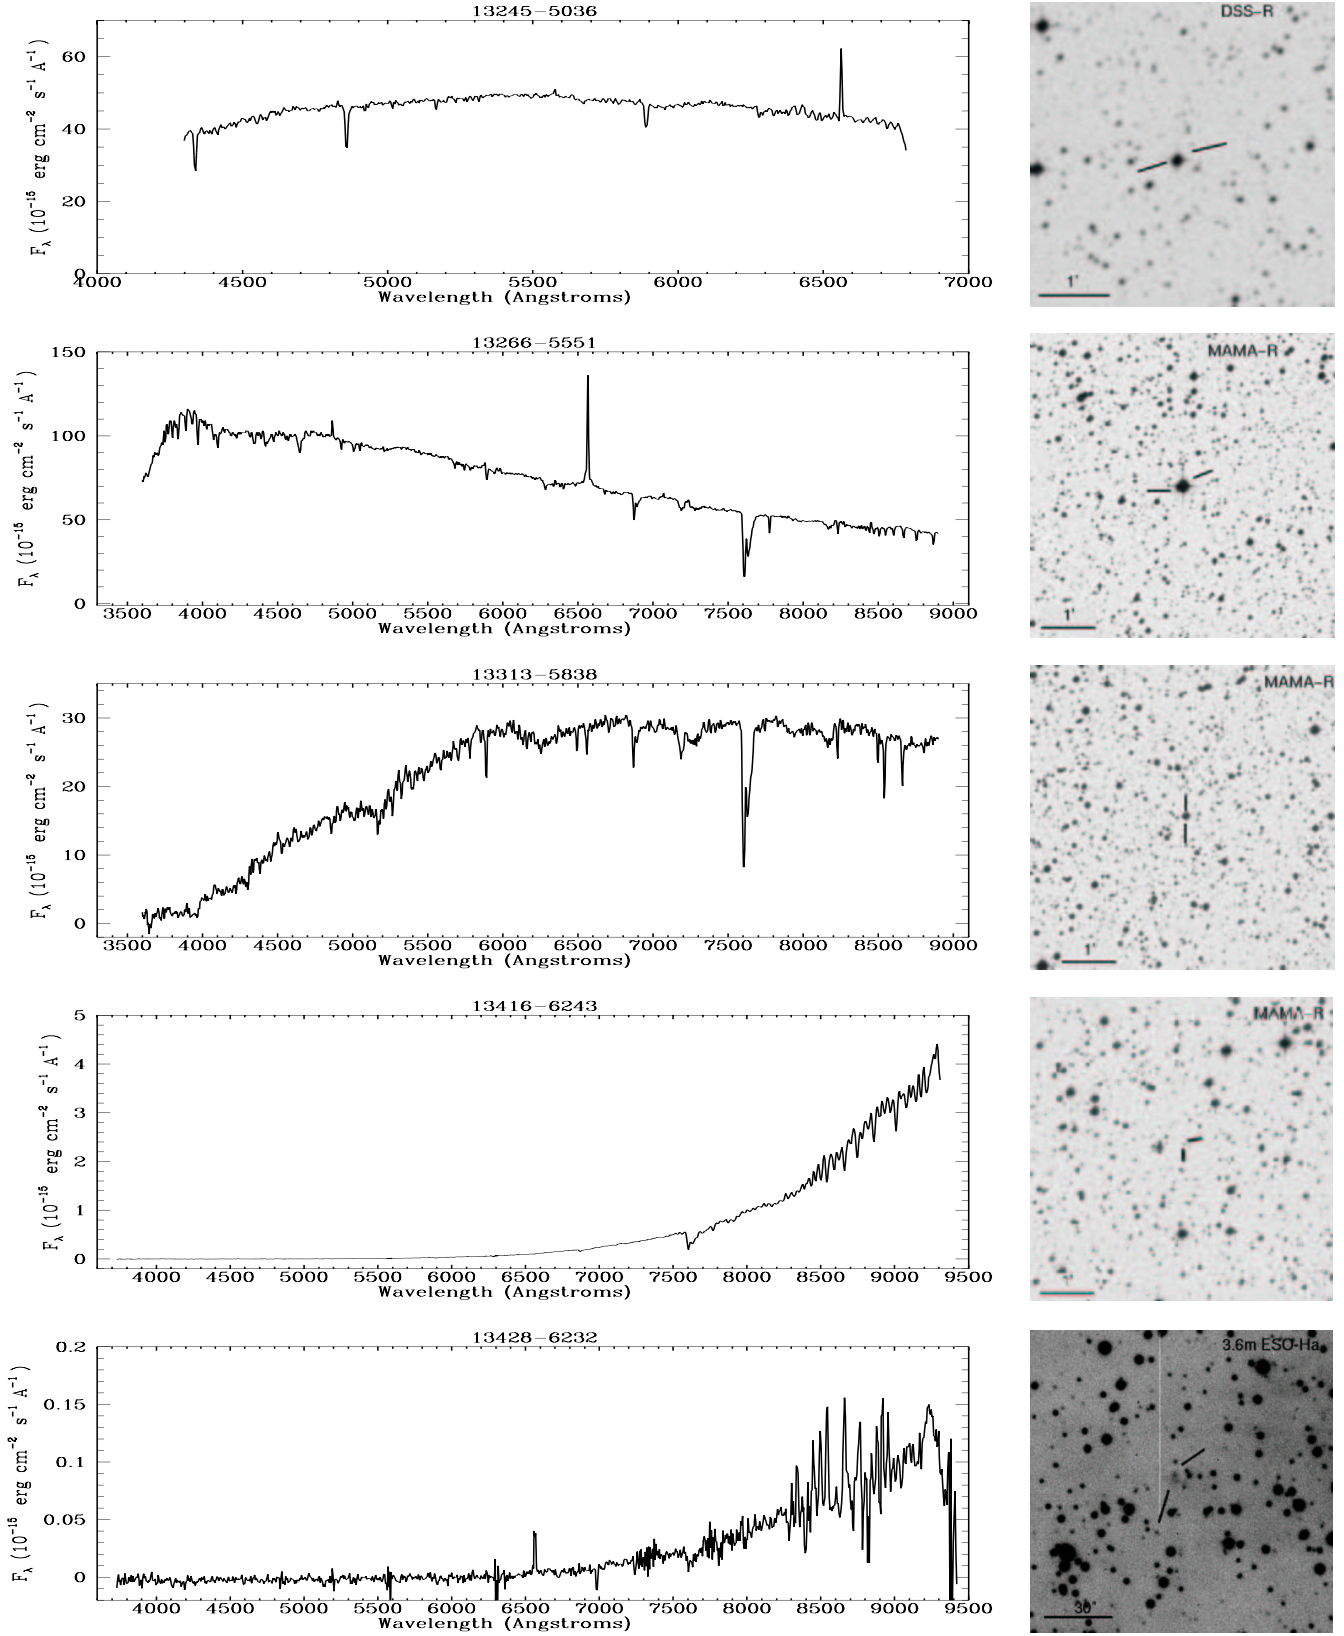 13245−5036
F_λ (10^−15 erg cm^−2 s^−1 A^−1)
60
40
20
0
4000 4500 5000 5500 6000 6500 7000
Wavelength (Angstroms)
DSS−R
1'
13266−5551
F_λ (10^−15 erg cm^−2 s^−1 A^−1)
150
100
50
0
3500 4000 4500 5000 5500 6000 6500 7000 7500 8000 8500 9000
Wavelength (Angstroms)
MAMA−R
1'
13313−5838
F_λ (10^−15 erg cm^−2 s^−1 A^−1)
30
20
10
0
3500 4000 4500 5000 5500 6000 6500 7000 7500 8000 8500 9000
Wavelength (Angstroms)
MAMA−R
1'
13416−6243
F_λ (10^−15 erg cm^−2 s^−1 A^−1)
5
4
3
2
1
0
4000 4500 5000 5500 6000 6500 7000 7500 8000 8500 9000 9500
Wavelength (Angstroms)
MAMA−R
1'
13428−6232
F_λ (10^−15 erg cm^−2 s^−1 A^−1)
0.2
0.15
0.1
0.05
0
4000 4500 5000 5500 6000 6500 7000 7500 8000 8500 9000 9500
Wavelength (Angstroms)
3.6m ESO-Ha
30"